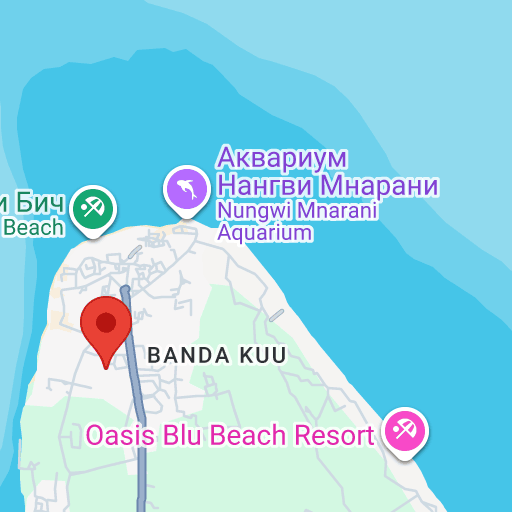 Аквариум
Нангви Мнарани
Nungwi Mnarani
Aquarium
и Бич
Beach
BANDA KUU
Oasis Blu Beach Resort